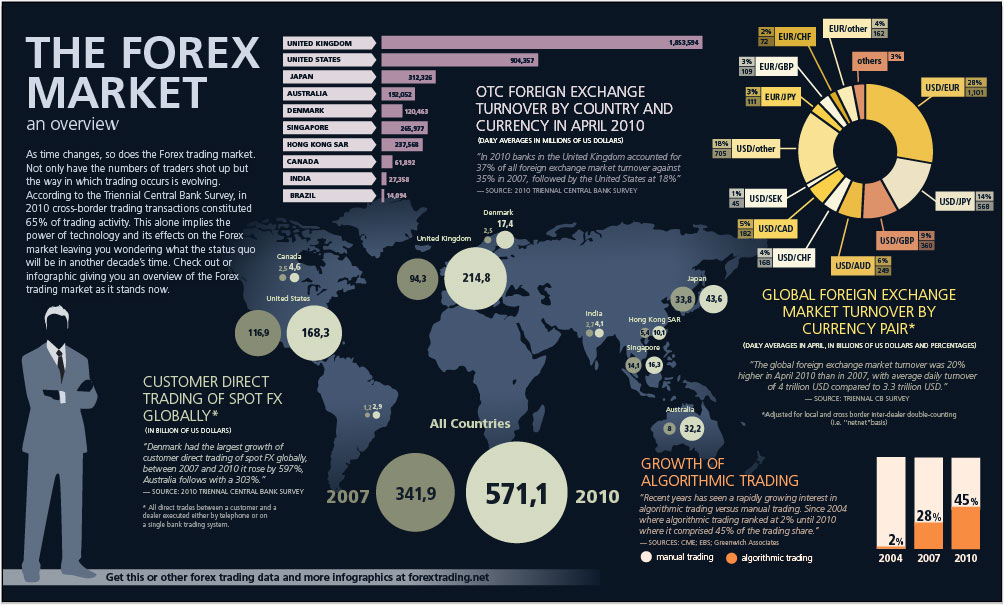 THE FOREX
MARKET
an overview
As time changes, so does the Forex trading market.
Not only have the numbers of traders shot up but
the way in which trading occurs is evolving.
According to the Triennial Central Bank Survey, in
2010 cross-border trading transactions constituted
65% of trading activity. This alone implies the
power of technology and its effects on the Forex
market leaving you wondering what the status quo
will be in another decade's time. Check out or
infographic giving you an overview of the Forex
trading market as it stands now.
UNITED KINGDOM 1,853,594
UNITED STATES 904,357
JAPAN 312,326
AUSTRALIA 192,052
DENMARK 120,463
SINGAPORE 265,977
HONG KONG SAR 237,560
CANADA 61,892
INDIA 27,358
BRAZIL 14,094
OTC FOREIGN EXCHANGE
TURNOVER BY COUNTRY AND
CURRENCY IN APRIL 2010
(DAILY AVERAGES IN MILLIONS OF US DOLLARS)
"In 2010 banks in the United Kingdom accounted for
37% of all foreign exchange market turnover against
35% in 2007, followed by the United States at 18%"
— SOURCE: 2010 TRIENNIAL CENTRAL BANK SURVEY
EUR/other 4% 162
2% 72 EUR/CHF
others 3%
3% 109 EUR/GBP
USD/EUR 28% 1,101
3% 111 EUR/JPY
18% 705 USD/other
1% 45 USD/SEK
USD/JPY 14% 568
5% 182 USD/CAD
USD/GBP 9% 360
4% 168 USD/CHF
USD/AUD 6% 249
GLOBAL FOREIGN EXCHANGE
MARKET TURNOVER BY
CURRENCY PAIR*
(DAILY AVERAGES IN APRIL, IN BILLIONS OF US DOLLARS AND PERCENTAGES)
"The global foreign exchange market turnover was 20%
higher in April 2010 than in 2007, with average daily turnover
of 4 trillion USD compared to 3.3 trillion USD."
— SOURCE: TRIENNIAL CB SURVEY
*Adjusted for local and cross border inter-dealer double-counting
(i.e. "netnet"basis)
Denmark
2,5 17,4
United Kingdom
94,3 214,8
Canada
2,5 4,6
United States
116,9 168,3
Japan
33,8 43,6
India
2,7 4,1
Hong Kong SAR
5,4 10,1
Singapore
14,1 16,3
Australia
8 32,2
1,2 2,9
CUSTOMER DIRECT
TRADING OF SPOT FX
GLOBALLY*
(IN BILLION OF US DOLLARS)
"Denmark had the largest growth of
customer direct trading of spot FX globally,
between 2007 and 2010 it rose by 597%,
Australia follows with a 303%."
— SOURCE: 2010 TRIENNIAL CENTRAL BANK SURVEY
* All direct trades between a customer and a
dealer executed either by telephone or on
a single bank trading system.
All Countries
2007 341,9 571,1 2010
GROWTH OF
ALGORITHMIC TRADING
"Recent years has seen a rapidly growing interest in
algorithmic trading versus manual trading. Since 2004
where algorithmic trading ranked at 2% until 2010
where it comprised 45% of the trading share."
— SOURCES: CME; EBS; Greenwich Associates
manual trading algorithmic trading
2% 28% 45%
2004 2007 2010
Get this or other forex trading data and more infographics at forextrading.net